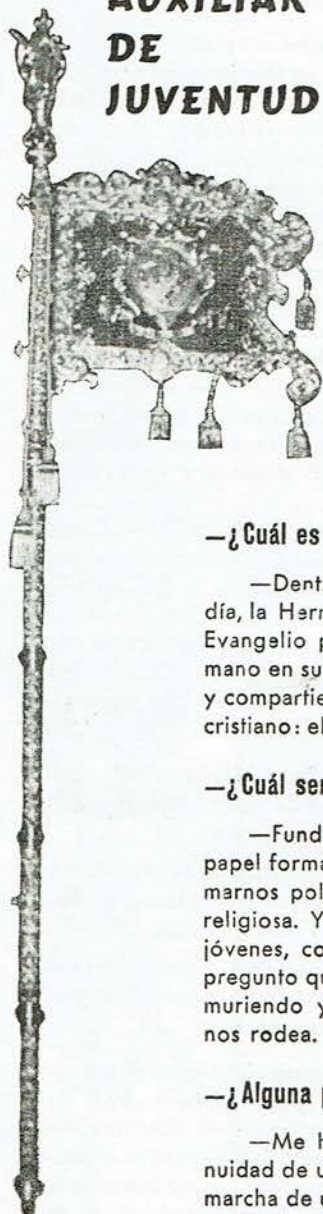 AUXILIAR
DE
JUVENTUD
—¿Cuál es
—Dent
día, la Herr
Evangelio p
mano en su
y compartie
cristiano: el
—¿Cuál ser
—Fund
papel forma
marnos pol
religiosa. Y
jóvenes, co
pregunto qu
muriendo y
nos rodea.
—¿Alguna p
—Me h
nuidad de u
marcha de u